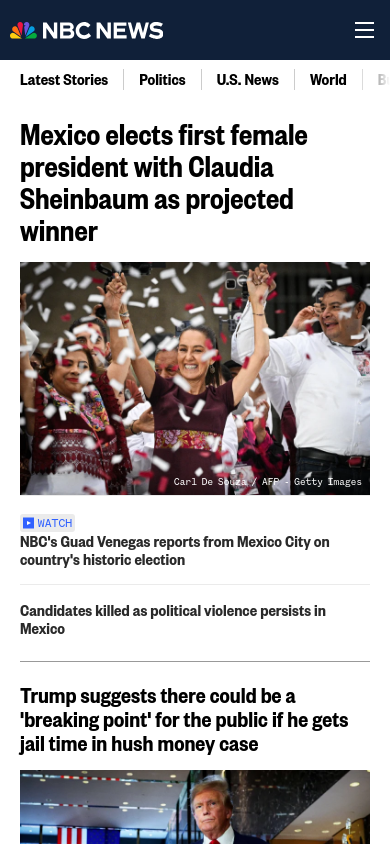 NBC NEWS
Latest Stories
Politics
U.S. News
World
Mexico elects first female
president with Claudia
Sheinbaum as projected
winner
Carl De Souza / AFP - Getty Images
WATCH
NBC's Guad Venegas reports from Mexico City on
country's historic election
Candidates killed as political violence persists in
Mexico
Trump suggests there could be a
'breaking point' for the public if he gets
jail time in hush money case